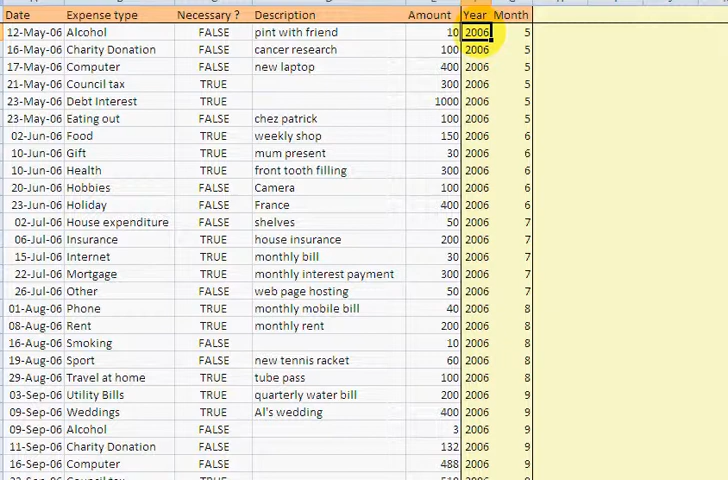 Date Expense type Necessary ? Description Amount Year Month
12-May-06 Alcohol FALSE pint with friend 10 2006 5
16-May-06 Charity Donation FALSE cancer research 100 2006 5
17-May-06 Computer FALSE new laptop 400 2006 5
21-May-06 Council tax TRUE 300 2006 5
23-May-06 Debt Interest TRUE 1000 2006 5
23-May-06 Eating out FALSE chez patrick 100 2006 5
02-Jun-06 Food TRUE weekly shop 150 2006 6
10-Jun-06 Gift TRUE mum present 30 2006 6
10-Jun-06 Health TRUE front tooth filling 300 2006 6
20-Jun-06 Hobbies FALSE Camera 100 2006 6
23-Jun-06 Holiday FALSE France 400 2006 6
02-Jul-06 House expenditure FALSE shelves 50 2006 7
06-Jul-06 Insurance TRUE house insurance 200 2006 7
15-Jul-06 Internet TRUE monthly bill 30 2006 7
22-Jul-06 Mortgage TRUE monthly interest payment 300 2006 7
26-Jul-06 Other FALSE web page hosting 50 2006 7
01-Aug-06 Phone TRUE monthly mobile bill 40 2006 8
08-Aug-06 Rent TRUE monthly rent 200 2006 8
16-Aug-06 Smoking FALSE 10 2006 8
19-Aug-06 Sport FALSE new tennis racket 60 2006 8
29-Aug-06 Travel at home TRUE tube pass 100 2006 8
03-Sep-06 Utility Bills TRUE quarterly water bill 200 2006 9
09-Sep-06 Weddings TRUE Al's wedding 400 2006 9
09-Sep-06 Alcohol FALSE 3 2006 9
11-Sep-06 Charity Donation FALSE 132 2006 9
16-Sep-06 Computer FALSE 488 2006 9